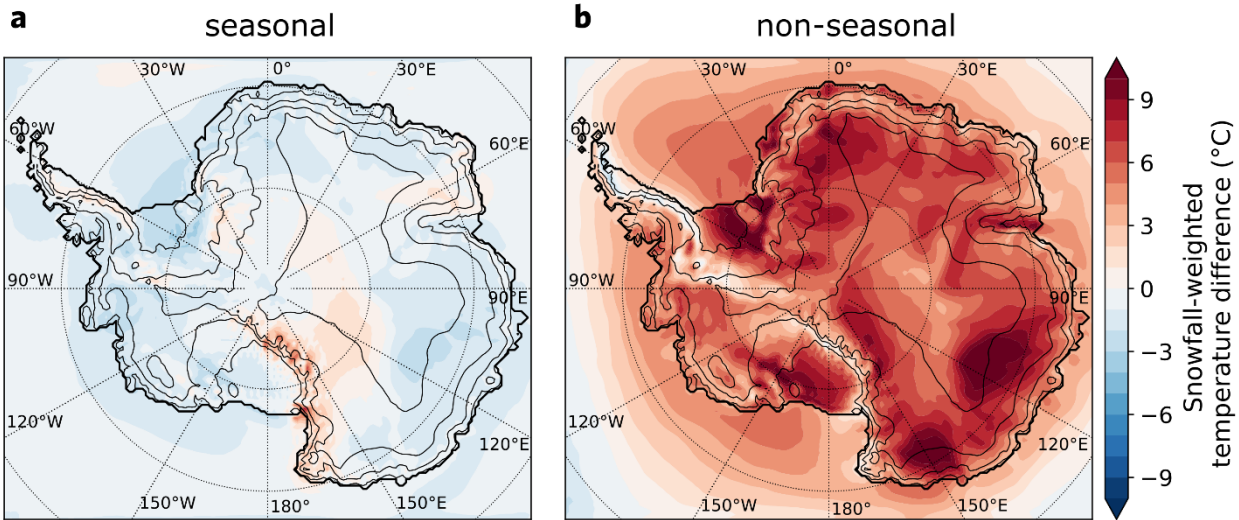 a
seasonal
b
non-seasonal
30°W
0°
30°E
60°W
60°E
90°W
90°E
120°W
120°E
150°W
180°
150°E
30°W
0°
30°E
60°W
60°E
90°W
90°E
120°W
120°E
150°W
180°
150°E
9
6
3
0
−3
−6
−9
Snowfall-weighted
temperature difference (°C)